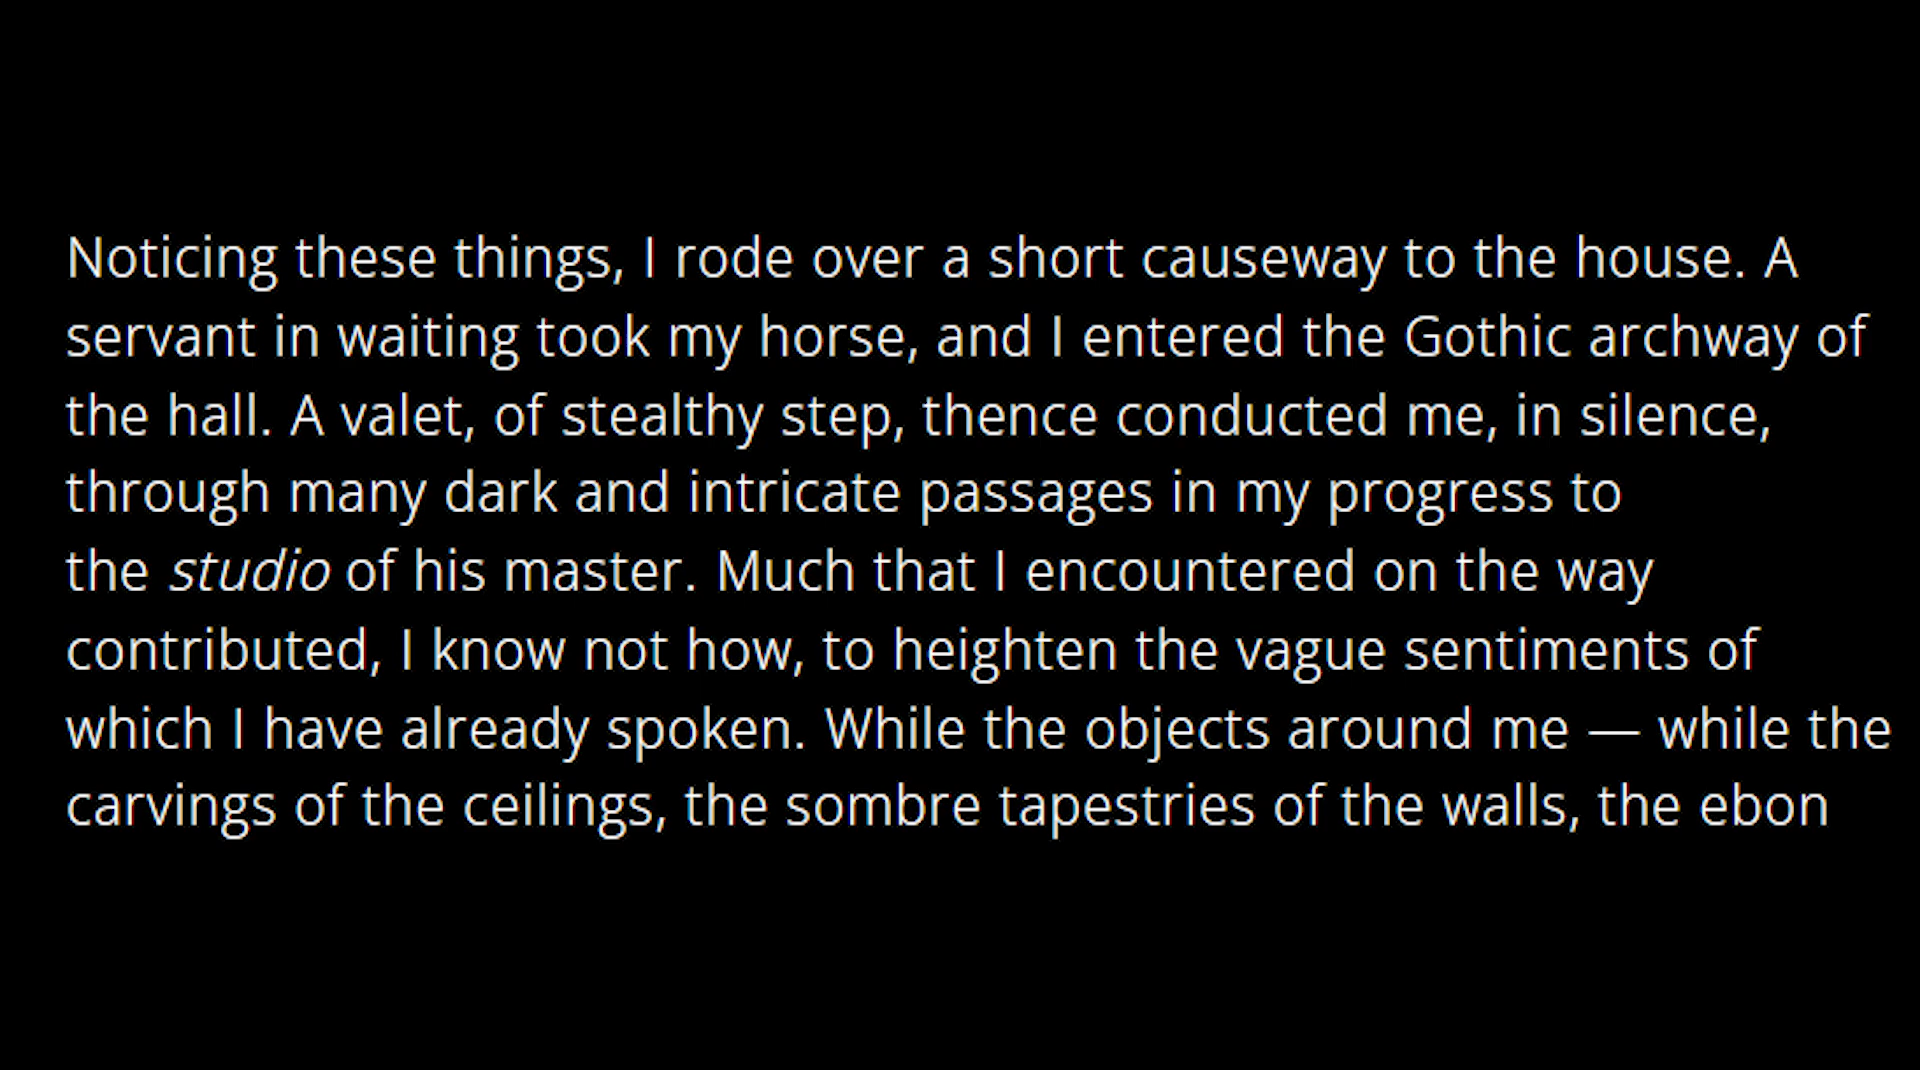 Noticing these things, I rode over a short causeway to the house. A
servant in waiting took my horse, and I entered the Gothic archway of
the hall. A valet, of stealthy step, thence conducted me, in silence,
through many dark and intricate passages in my progress to
the studio of his master. Much that I encountered on the way
contributed, I know not how, to heighten the vague sentiments of
which I have already spoken. While the objects around me — while the
carvings of the ceilings, the sombre tapestries of the walls, the ebon